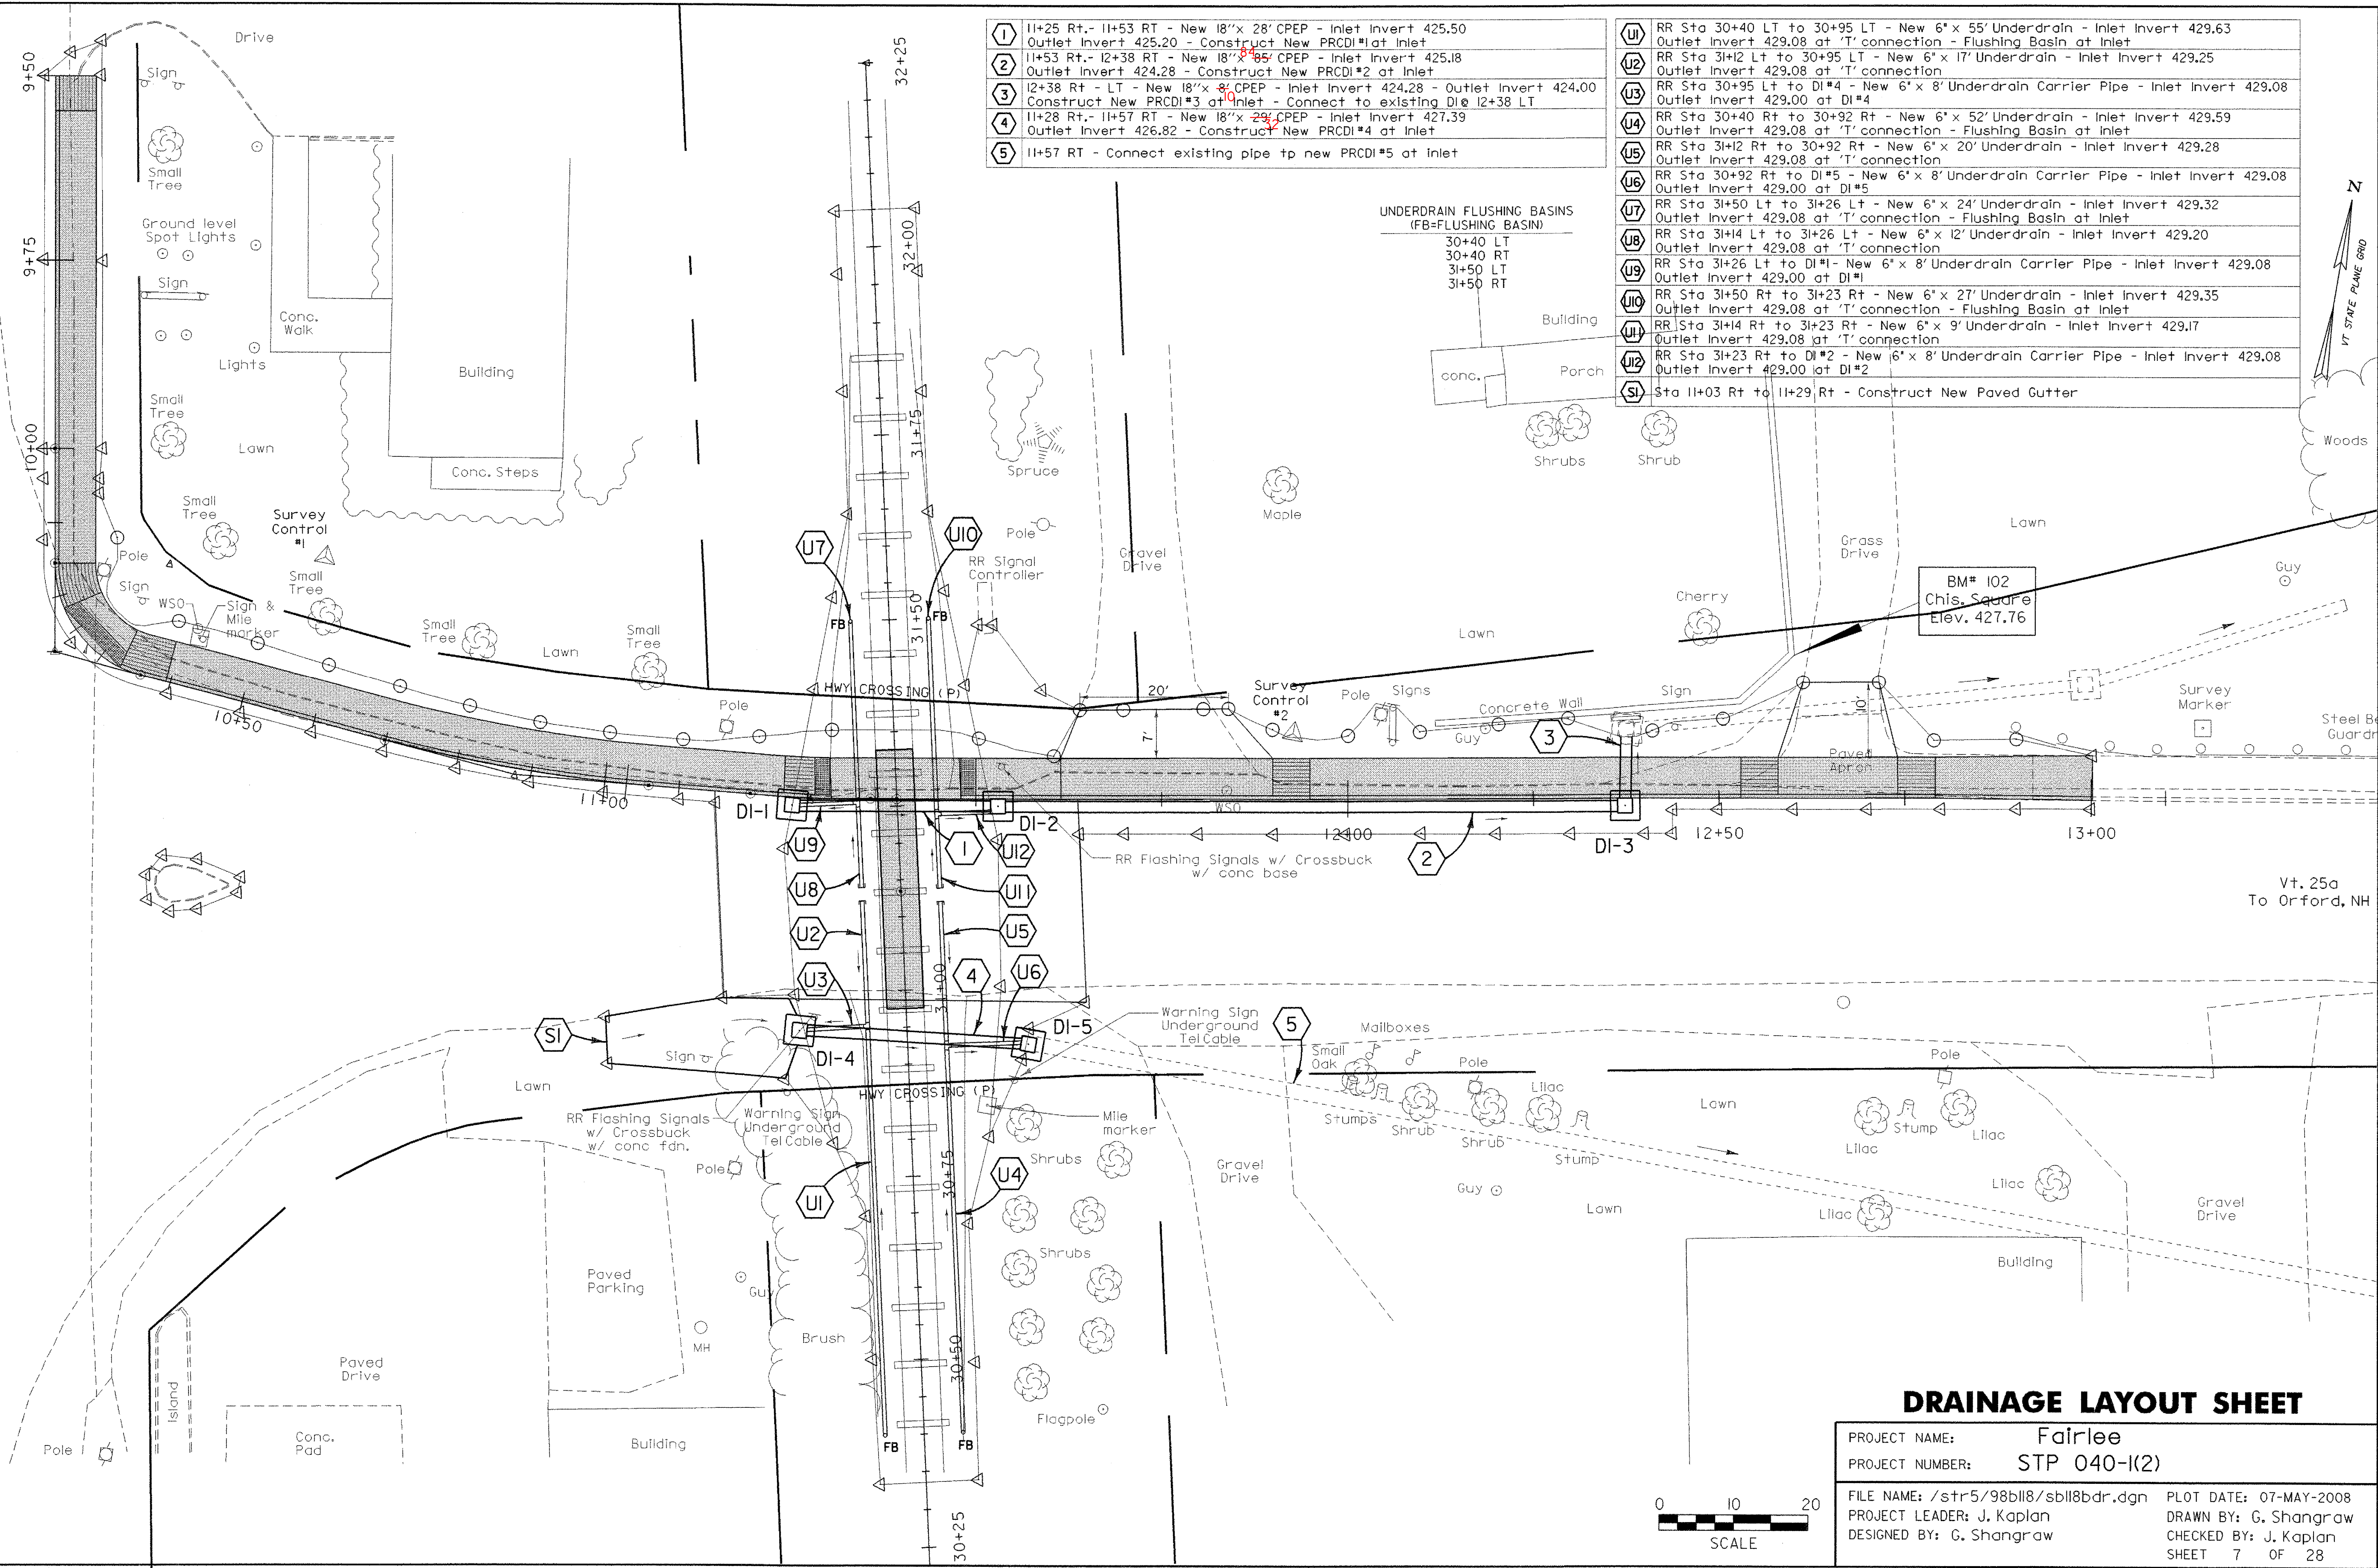 1 11+25 Rt.- 11+53 RT - New 18''x 28' CPEP - Inlet Invert 425.50
Outlet Invert 425.20 - Construct New PRCDI #1 at Inlet
2 11+53 Rt.- 12+38 RT - New 18''x 85' CPEP - Inlet Invert 425.18
84
Outlet Invert 424.28 - Construct New PRCDI #2 at Inlet
3 12+38 Rt - LT - New 18''x 8' CPEP - Inlet Invert 424.28 - Outlet Invert 424.00
10
Construct New PRCDI #3 at Inlet - Connect to existing DI @ 12+38 LT
4 11+28 Rt.- 11+57 RT - New 18''x 29' CPEP - Inlet Invert 427.39
32
Outlet Invert 426.82 - Construct New PRCDI #4 at Inlet
5 11+57 RT - Connect existing pipe tp new PRCDI #5 at inlet
U1 RR Sta 30+40 LT to 30+95 LT - New 6" x 55' Underdrain - Inlet Invert 429.63
Outlet Invert 429.08 at 'T' connection - Flushing Basin at Inlet
U2 RR Sta 31+12 Lt to 30+95 LT - New 6" x 17' Underdrain - Inlet Invert 429.25
Outlet Invert 429.08 at 'T' connection
U3 RR Sta 30+95 Lt to DI #4 - New 6" x 8' Underdrain Carrier Pipe - Inlet Invert 429.08
Outlet Invert 429.00 at DI #4
U4 RR Sta 30+40 Rt to 30+92 Rt - New 6" x 52' Underdrain - Inlet Invert 429.59
Outlet Invert 429.08 at 'T' connection - Flushing Basin at Inlet
U5 RR Sta 31+12 Rt to 30+92 Rt - New 6" x 20' Underdrain - Inlet Invert 429.28
Outlet Invert 429.08 at 'T' connection
U6 RR Sta 30+92 Rt to DI #5 - New 6" x 8' Underdrain Carrier Pipe - Inlet Invert 429.08
Outlet Invert 429.00 at DI #5
U7 RR Sta 31+50 Lt to 31+26 Lt - New 6" x 24' Underdrain - Inlet Invert 429.32
Outlet Invert 429.08 at 'T' connection - Flushing Basin at Inlet
U8 RR Sta 31+14 Lt to 31+26 Lt - New 6" x 12' Underdrain - Inlet Invert 429.20
Outlet Invert 429.08 at 'T' connection
U9 RR Sta 31+26 Lt to DI #1 - New 6" x 8' Underdrain Carrier Pipe - Inlet Invert 429.08
Outlet Invert 429.00 at DI #1
U10 RR Sta 31+50 Rt to 31+23 Rt - New 6" x 27' Underdrain - Inlet Invert 429.35
Outlet Invert 429.08 at 'T' connection - Flushing Basin at Inlet
U11 RR Sta 31+14 Rt to 31+23 Rt - New 6" x 9' Underdrain - Inlet Invert 429.17
Outlet Invert 429.08 at 'T' connection
U12 RR Sta 31+23 Rt to DI #2 - New 6" x 8' Underdrain Carrier Pipe - Inlet Invert 429.08
Outlet Invert 429.00 at DI #2
S1 Sta 11+03 Rt to 11+29 Rt - Construct New Paved Gutter
UNDERDRAIN FLUSHING BASINS
(FB=FLUSHING BASIN)
30+40 LT
30+40 RT
31+50 LT
31+50 RT
N
VT STATE PLANE GRID
Drive
9+50
Sign
Small
Tree
Ground level
Spot Lights
9+75
Sign
Conc.
Walk
Lights
Building
Small
Tree
10+00
Lawn
Conc. Steps
Small
Tree
Survey
Control
#1
Pole
Sign
WSO
Sign &
Mile
marker
Small
Tree
Small
Tree
Lawn
Small
Tree
10+50
Pole
11+00
32+25
32+00
31+75
31+50
U7
U10
FB
FB
Spruce
Pole
RR Signal
Controller
Gravel
Drive
Maple
Building
conc.
Porch
Shrubs
Shrub
Woods
Lawn
Grass
Drive
Guy
BM# 102
Chis. Square
Elev. 427.76
Cherry
Lawn
HWY CROSSING (P)
20'
7'
Survey
Control
#2
Pole
Signs
Concrete Wall
Guy
Sign
3
10'
Paved
Apron
Survey
Marker
Steel Be
Guardr
WSO
DI-1
DI-2
DI-3
U9
1
U12
12+00
2
12+50
13+00
RR Flashing Signals w/ Crossbuck
w/ conc base
U8
U11
U2
U5
Vt. 25a
To Orford, NH
U3
4
U6
31+00
S1
Sign
DI-4
DI-5
Warning Sign
Underground
Tel Cable
5
Mailboxes
Small
Oak
Pole
Pole
Lawn
HWY CROSSING (P)
RR Flashing Signals
w/ Crossbuck
w/ conc fdn.
Warning Sign
Underground
Tel Cable
Mile
marker
Stumps
Shrub
Shrub
Lilac
Stump
Lawn
Lilac
Stump
Lilac
Pole
U1
30+75
U4
Shrubs
Gravel
Drive
Guy
Lawn
Lilac
Lilac
Gravel
Drive
Shrubs
Building
Paved
Parking
Guy
MH
Brush
30+50
Paved
Drive
Island
Conc.
Pad
Pole
Building
FB
FB
Flagpole
30+25
0 10 20
SCALE
DRAINAGE LAYOUT SHEET
PROJECT NAME: Fairlee
PROJECT NUMBER: STP 040-1(2)
FILE NAME: /str5/98b118/sb118bdr.dgn PLOT DATE: 07-MAY-2008
PROJECT LEADER: J. Kaplan DRAWN BY: G. Shangraw
DESIGNED BY: G. Shangraw CHECKED BY: J. Kaplan
SHEET 7 OF 28